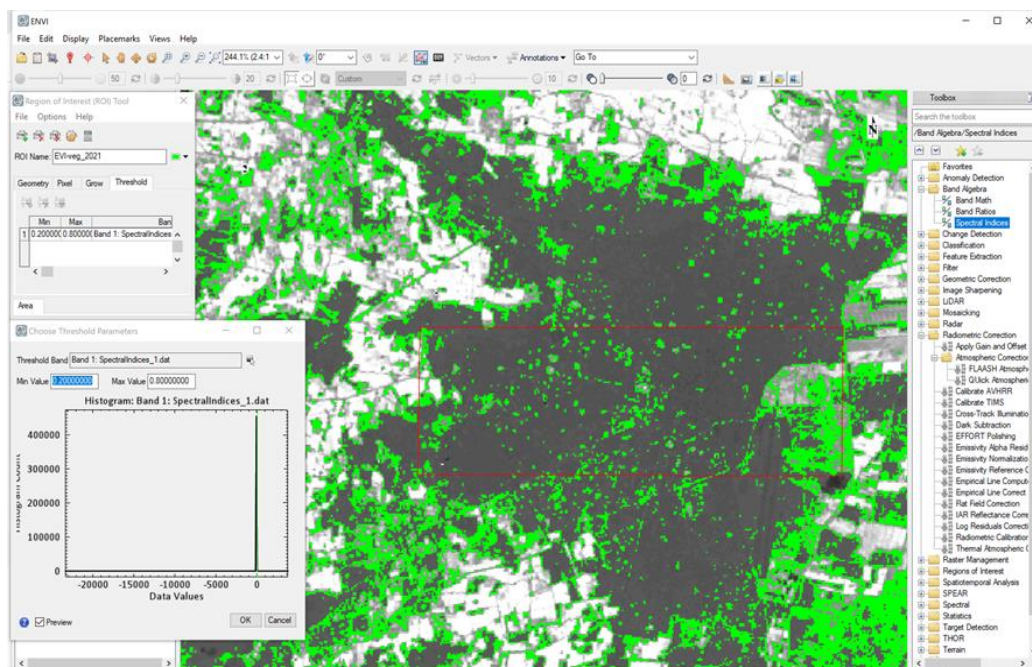 ENVI
File Edit Display Placemarks Views Help
244.1% (2.4:1 0° Vectors Annotations Go To
50 20 Custom 10 0
Region of Interest (ROI) Tool
File Options Help
ROI Name: EVI-veg_2021
Geometry Pixel Grow Threshold
Min Max Ban
1 0.200000 0.800000 Band 1: SpectralIndices
Area
Choose Threshold Parameters
Threshold Band Band 1: SpectralIndices_1.dat
Min Value 0.20000000 Max Value 0.80000000
Histogram: Band 1: SpectralIndices_1.dat
400000
300000
200000
100000
0
-20000 -15000 -10000 -5000 0
Data Values
Preview OK Cancel
N
Toolbox
Search the toolbox
/Band Algebra/Spectral Indices
Favorites
Anomaly Detection
Band Algebra
Band Math
Band Ratios
Spectral Indices
Change Detection
Classification
Feature Extraction
Filter
Geometric Correction
Image Sharpening
LiDAR
Mosaicking
Radar
Radiometric Correction
Apply Gain and Offset
Atmospheric Correction
FLAASH Atmosphe
QUick Atmospher
Calibrate AVHRR
Calibrate TIMS
Cross-Track Illuminatio
Dark Subtraction
EFFORT Polishing
Emissivity Alpha Resid
Emissivity Normalizatio
Emissivity Reference C
Empirical Line Comput
Empirical Line Correct
Flat Field Correction
IAR Reflectance Corre
Log Residuals Correcti
Radiometric Calibration
Thermal Atmospheric C
Raster Management
Regions of Interest
Spatiotemporal Analysis
SPEAR
Spectral
Statistics
Target Detection
THOR
Terrain